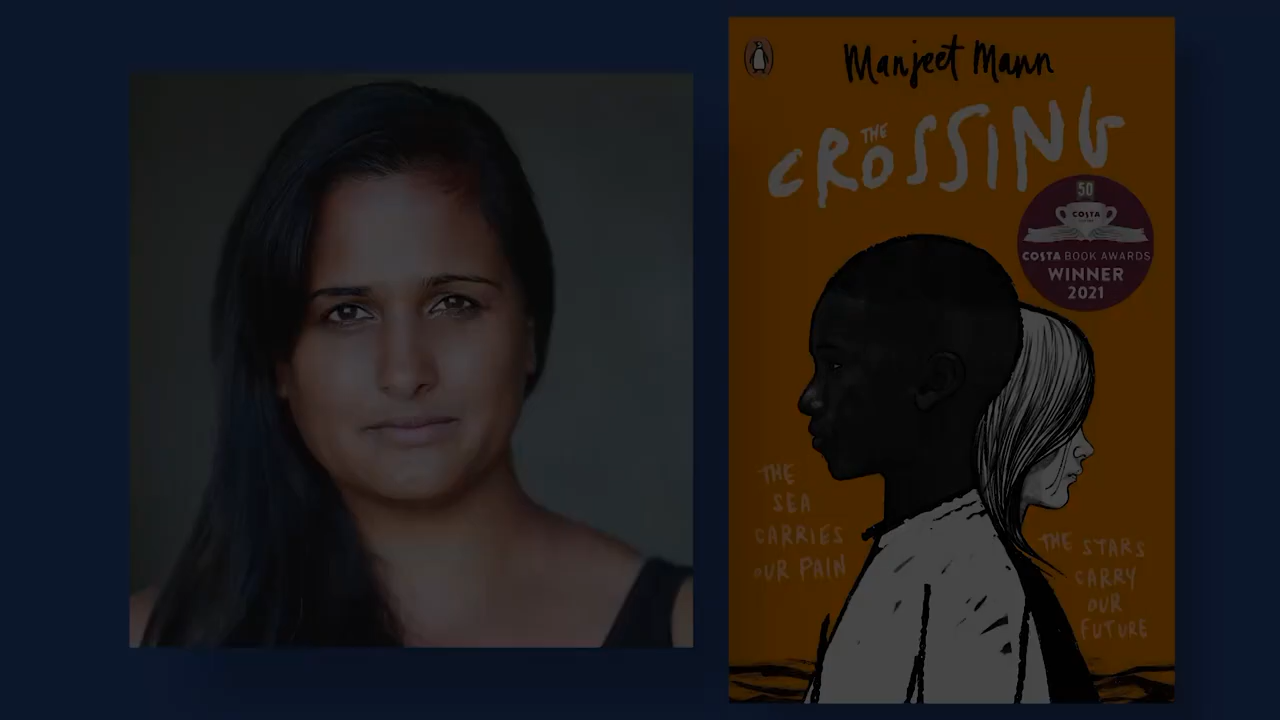 Manjeet Mann
THE
CROSSING
50
COSTA
COSTA BOOK AWARDS
WINNER
2021
THE
SEA
CARRIES
OUR PAIN
THE STARS
CARRY
OUR
FUTURE